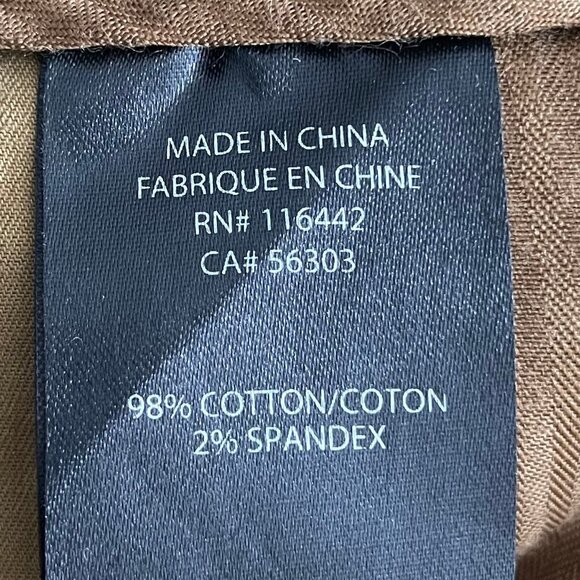 MADE IN CHINA
FABRIQUE EN CHINE
RN# 116442
CA# 56303
98% COTTON/COTON
2% SPANDEX